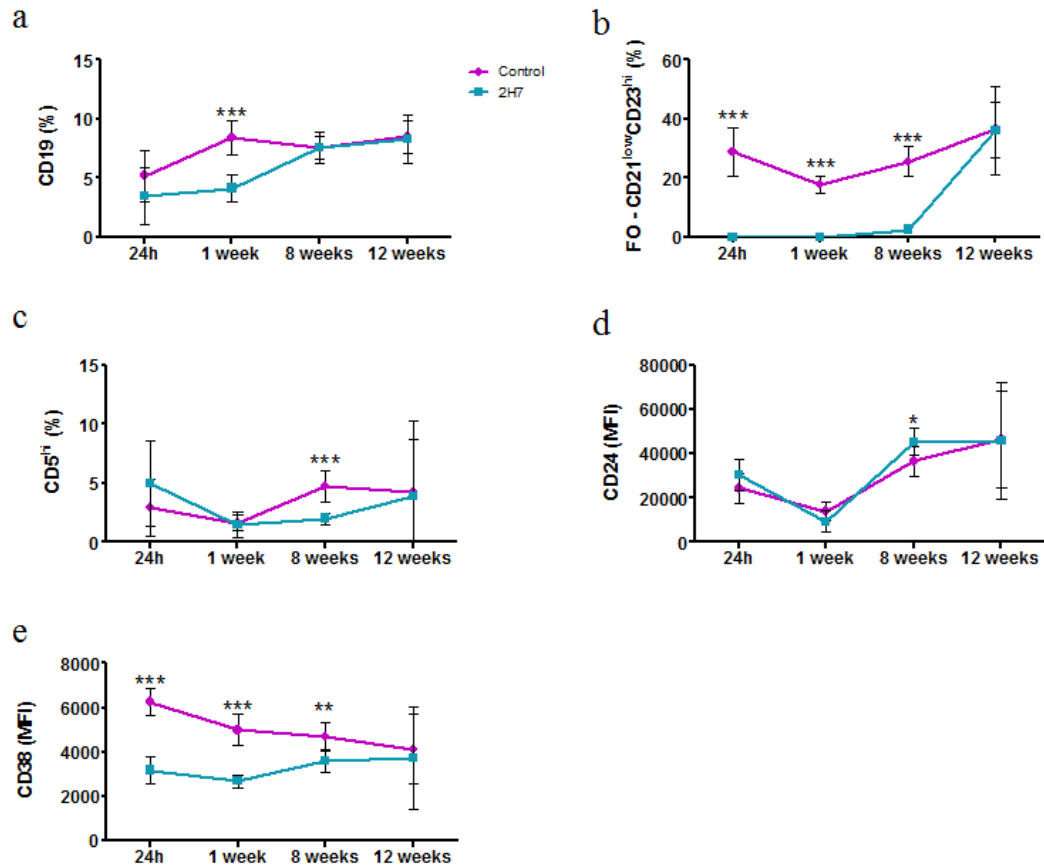 a
CD19 (%)
15
10
5
0
***
24h 1 week 8 weeks 12 weeks
Control
2H7
b
FO - CD21lowCD23hi (%)
60
40
20
0
*** *** ***
24h 1 week 8 weeks 12 weeks
c
CD5hi (%)
15
10
5
0
***
24h 1 week 8 weeks 12 weeks
d
CD24 (MFI)
80000
60000
40000
20000
0
*
24h 1 week 8 weeks 12 weeks
e
CD38 (MFI)
8000
6000
4000
2000
0
*** *** **
24h 1 week 8 weeks 12 weeks